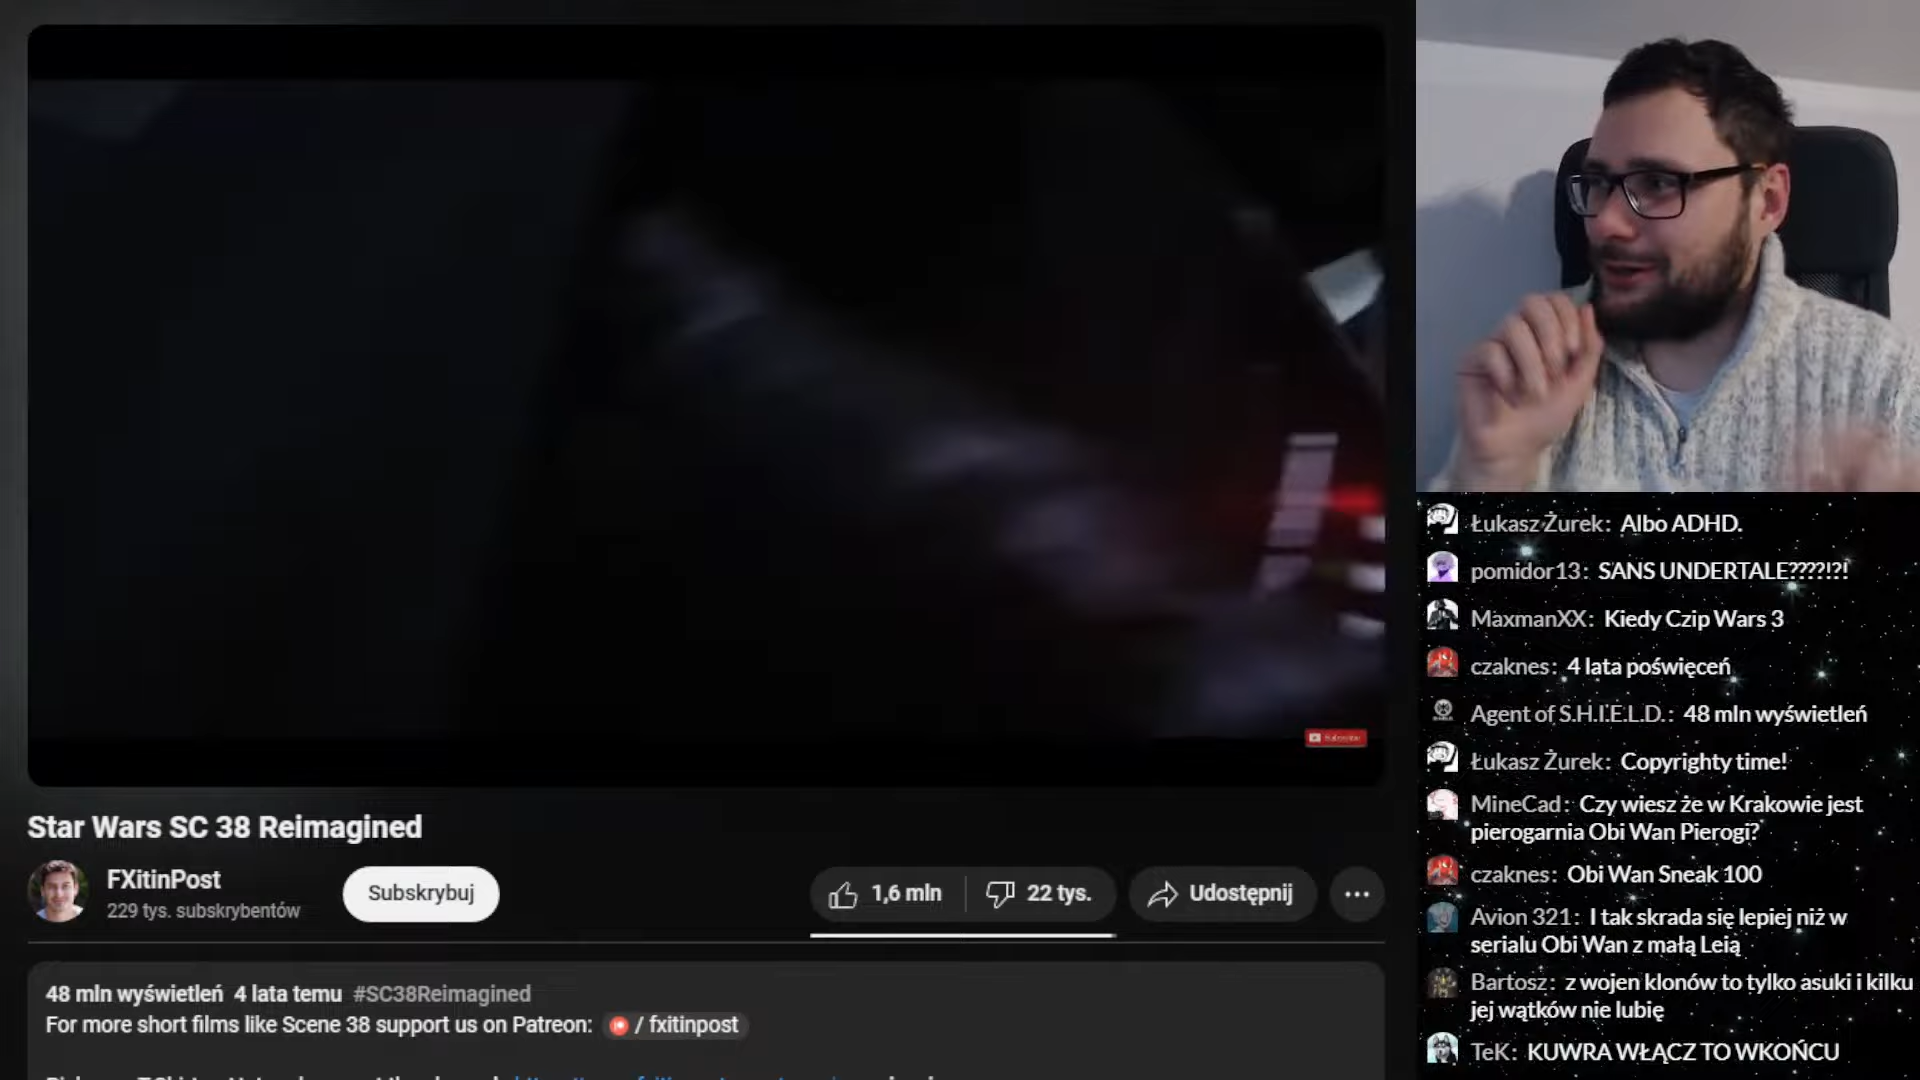 Star Wars SC 38 Reimagined
FXitinPost
229 tys. subskrybentów
Subskrybuj
1,6 mln
22 tys.
Udostępnij
48 mln wyświetleń 4 lata temu #SC38Reimagined
For more short films like Scene 38 support us on Patreon: / fxitinpost
Łukasz Żurek: Albo ADHD.
pomidor13: SANS UNDERTALE????!?!
MaxmanXX: Kiedy Czip Wars 3
czaknes: 4 lata poświęceń
Agent of S.H.I.E.L.D.: 48 mln wyświetleń
Łukasz Żurek: Copyrighty time!
MineCad: Czy wiesz że w Krakowie jest
pierogarnia Obi Wan Pierogi?
czaknes: Obi Wan Sneak 100
Avion 321: I tak skrada się lepiej niż w
serialu Obi Wan z małą Leią
Bartosz: z wojen klonów to tylko asuki i kilku
jej wątków nie lubię
TeK: KUWRA WŁĄCZ TO WKOŃCU